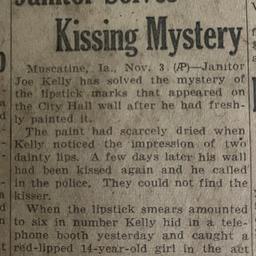 Janitor Solves
Kissing Mystery
Muscatine, Ia., Nov. 3 (AP)—Janitor
Joe Kelly has solved the mystery of
the lipstick marks that appeared on
the City Hall wall after he had fresh-
ly painted it.
The paint had scarcely dried when
Kelly noticed the impression of two
dainty lips. A few days later his wall
had been kissed again and he called
in the police. They could not find the
kisser.
When the lipstick smears amounted
to six in number Kelly hid in a tele-
phone booth yesterday and caught a
red-lipped 14-year-old girl in the act